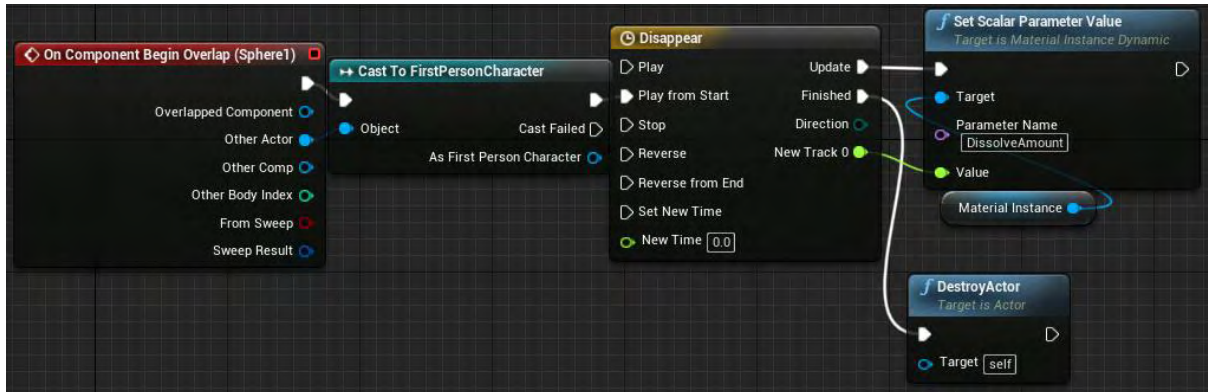 On Component Begin Overlap (Sphere1)
Overlapped Component
Other Actor
Other Comp
Other Body Index
From Sweep
Sweep Result
Cast To FirstPersonCharacter
Object
Cast Failed
As First Person Character
Disappear
Play
Update
Play from Start
Finished
Stop
Direction
Reverse
New Track 0
Reverse from End
Set New Time
New Time 0.0
f Set Scalar Parameter Value
Target is Material Instance Dynamic
Target
Parameter Name
DissolveAmount
Value
Material Instance
f DestroyActor
Target is Actor
Target self